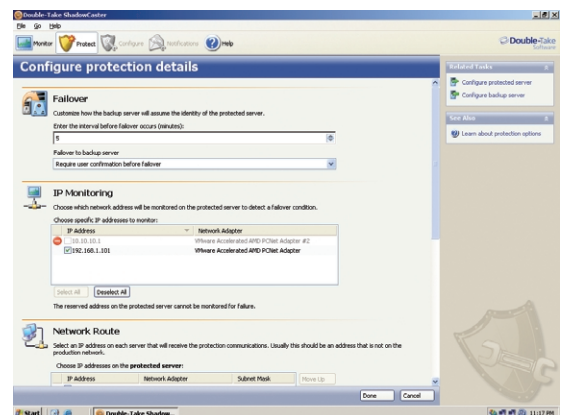 Double-Take ShadowCaster
File Go Help
Monitor Protect Configure Notifications Help
Double-Take
Software
Configure protection details
Related Tasks
Configure protected server
Configure backup server
See Also
Learn about protection options
Failover
Customize how the backup server will assume the identity of the protected server.
Enter the interval before failover occurs (minutes):
5
Failover to backup server
Require user confirmation before failover
IP Monitoring
Choose which network address will be monitored on the protected server to detect a failover condition.
Choose specific IP addresses to monitor:
IP Address Network Adapter
10.10.10.1 VMware Accelerated AMD PCNet Adapter #2
192.168.1.101 VMware Accelerated AMD PCNet Adapter
Select All Deselect All
The reserved address on the protected server cannot be monitored for failure.
Network Route
Select an IP address on each server that will receive the protection communications. Usually this should be an address that is not on the
production network.
Choose IP addresses on the protected server:
IP Address Network Adapter Subnet Mask Move Up
Done Cancel
Start Double-Take Shadow... 11:17 PM